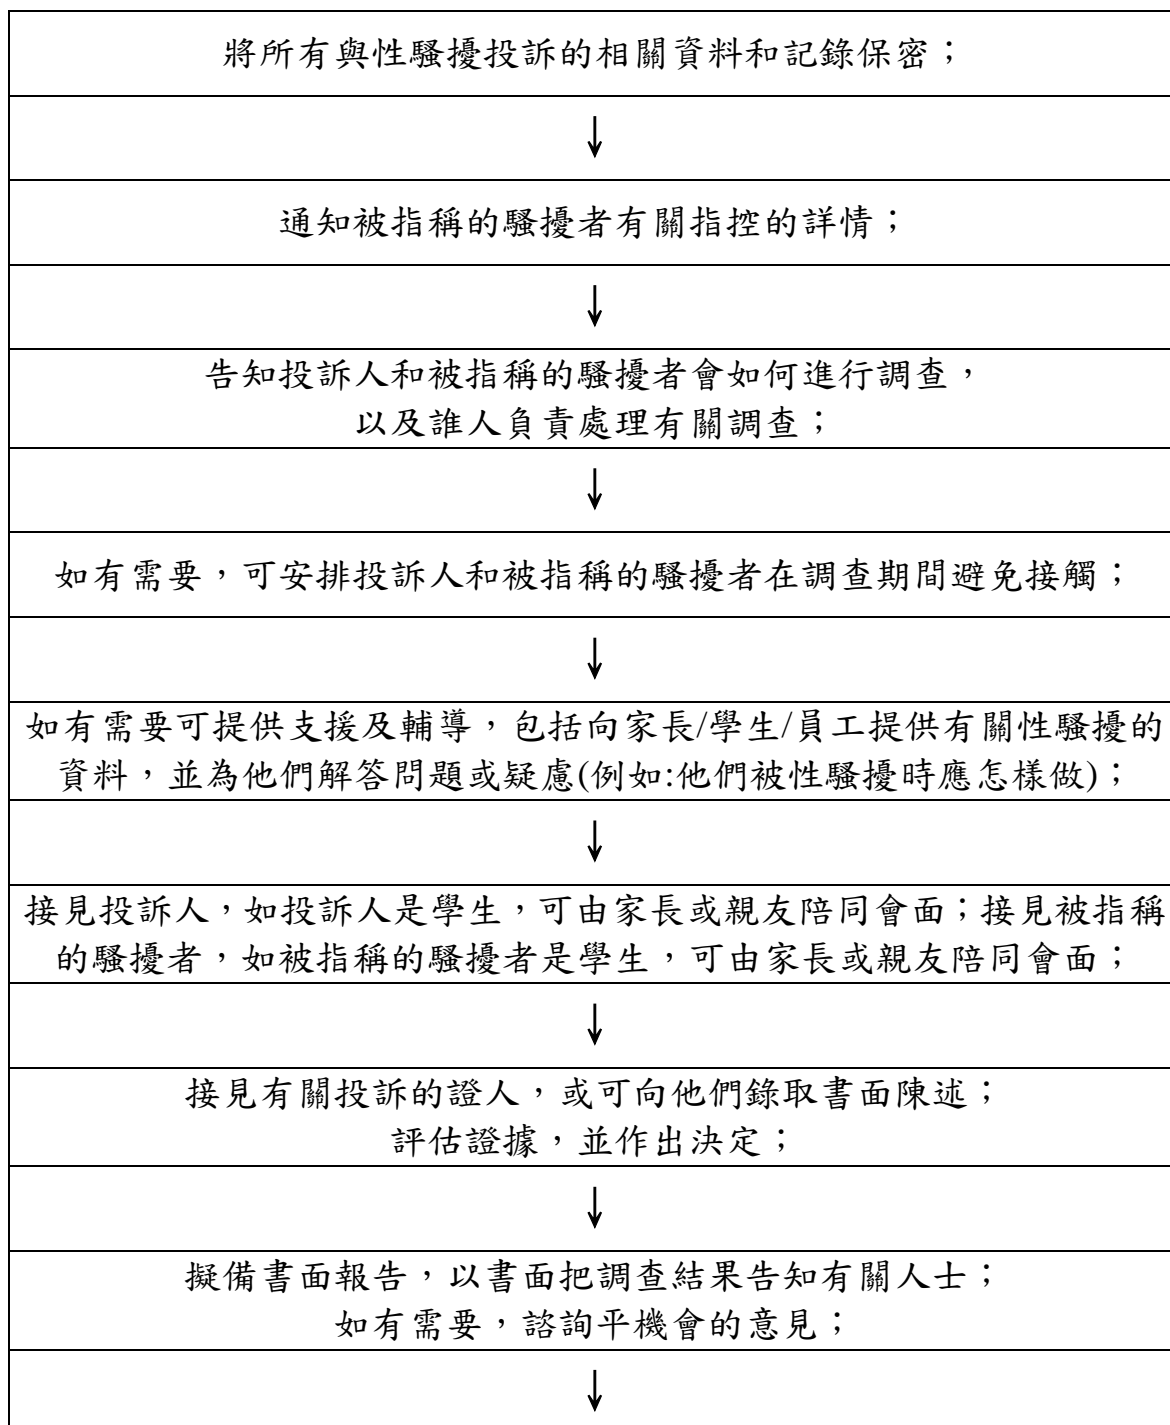 將所有與性騷擾投訴的相關資料和記錄保密；
↓
通知被指稱的騷擾者有關指控的詳情；
↓
告知投訴人和被指稱的騷擾者會如何進行調查，
以及誰人負責處理有關調查；
↓
如有需要，可安排投訴人和被指稱的騷擾者在調查期間避免接觸；
↓
如有需要可提供支援及輔導，包括向家長/學生/員工提供有關性騷擾的
資料，並為他們解答問題或疑慮(例如:他們被性騷擾時應怎樣做)；
↓
接見投訴人，如投訴人是學生，可由家長或親友陪同會面；接見被指稱
的騷擾者，如被指稱的騷擾者是學生，可由家長或親友陪同會面；
↓
接見有關投訴的證人，或可向他們錄取書面陳述；
評估證據，並作出決定；
↓
擬備書面報告，以書面把調查結果告知有關人士；
如有需要，諮詢平機會的意見；
↓